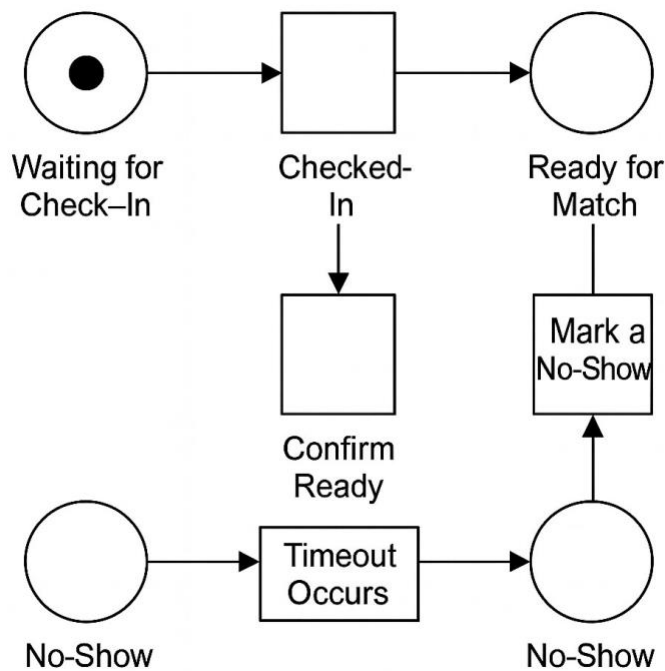 Waiting for
Check–In
Checked-
In
Ready for
Match
Mark a
No-Show
Confirm
Ready
Timeout
Occurs
No-Show
No-Show